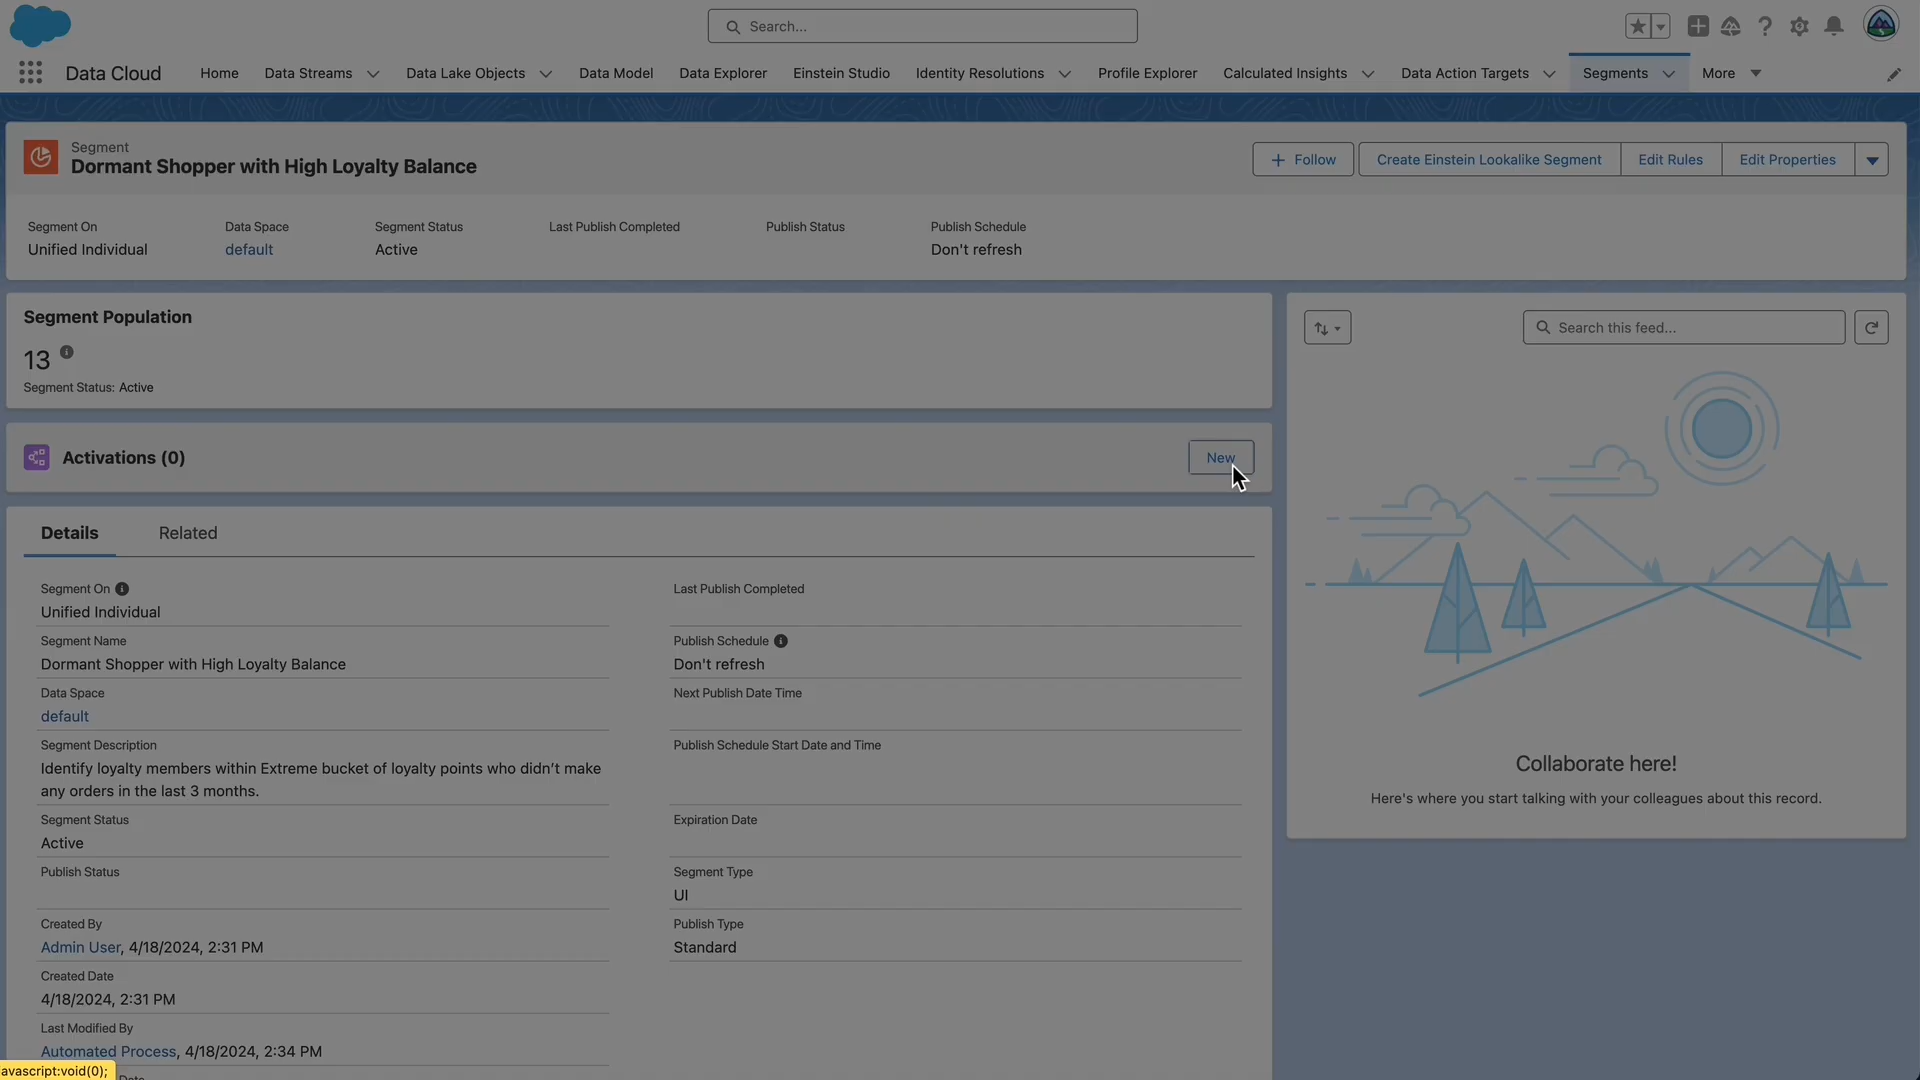 Search...
Data Cloud
Home
Data Streams
Data Lake Objects
Data Model
Data Explorer
Einstein Studio
Identity Resolutions
Profile Explorer
Calculated Insights
Data Action Targets
Segments
More
Segment
Dormant Shopper with High Loyalty Balance
Follow
Create Einstein Lookalike Segment
Edit Rules
Edit Properties
Segment On
Unified Individual
Data Space
default
Segment Status
Active
Last Publish Completed
Publish Status
Publish Schedule
Don't refresh
Segment Population
13
Segment Status: Active
Activations (0)
New
Details
Related
Segment On
Unified Individual
Segment Name
Dormant Shopper with High Loyalty Balance
Data Space
default
Segment Description
Identify loyalty members within Extreme bucket of loyalty points who didn’t make
any orders in the last 3 months.
Segment Status
Active
Publish Status
Created By
Admin User, 4/18/2024, 2:31 PM
Created Date
4/18/2024, 2:31 PM
Last Modified By
Automated Process, 4/18/2024, 2:34 PM
Last Publish Completed
Publish Schedule
Don't refresh
Next Publish Date Time
Publish Schedule Start Date and Time
Expiration Date
Segment Type
UI
Publish Type
Standard
Search this feed...
Collaborate here!
Here's where you start talking with your colleagues about this record.
avascript:void(0);